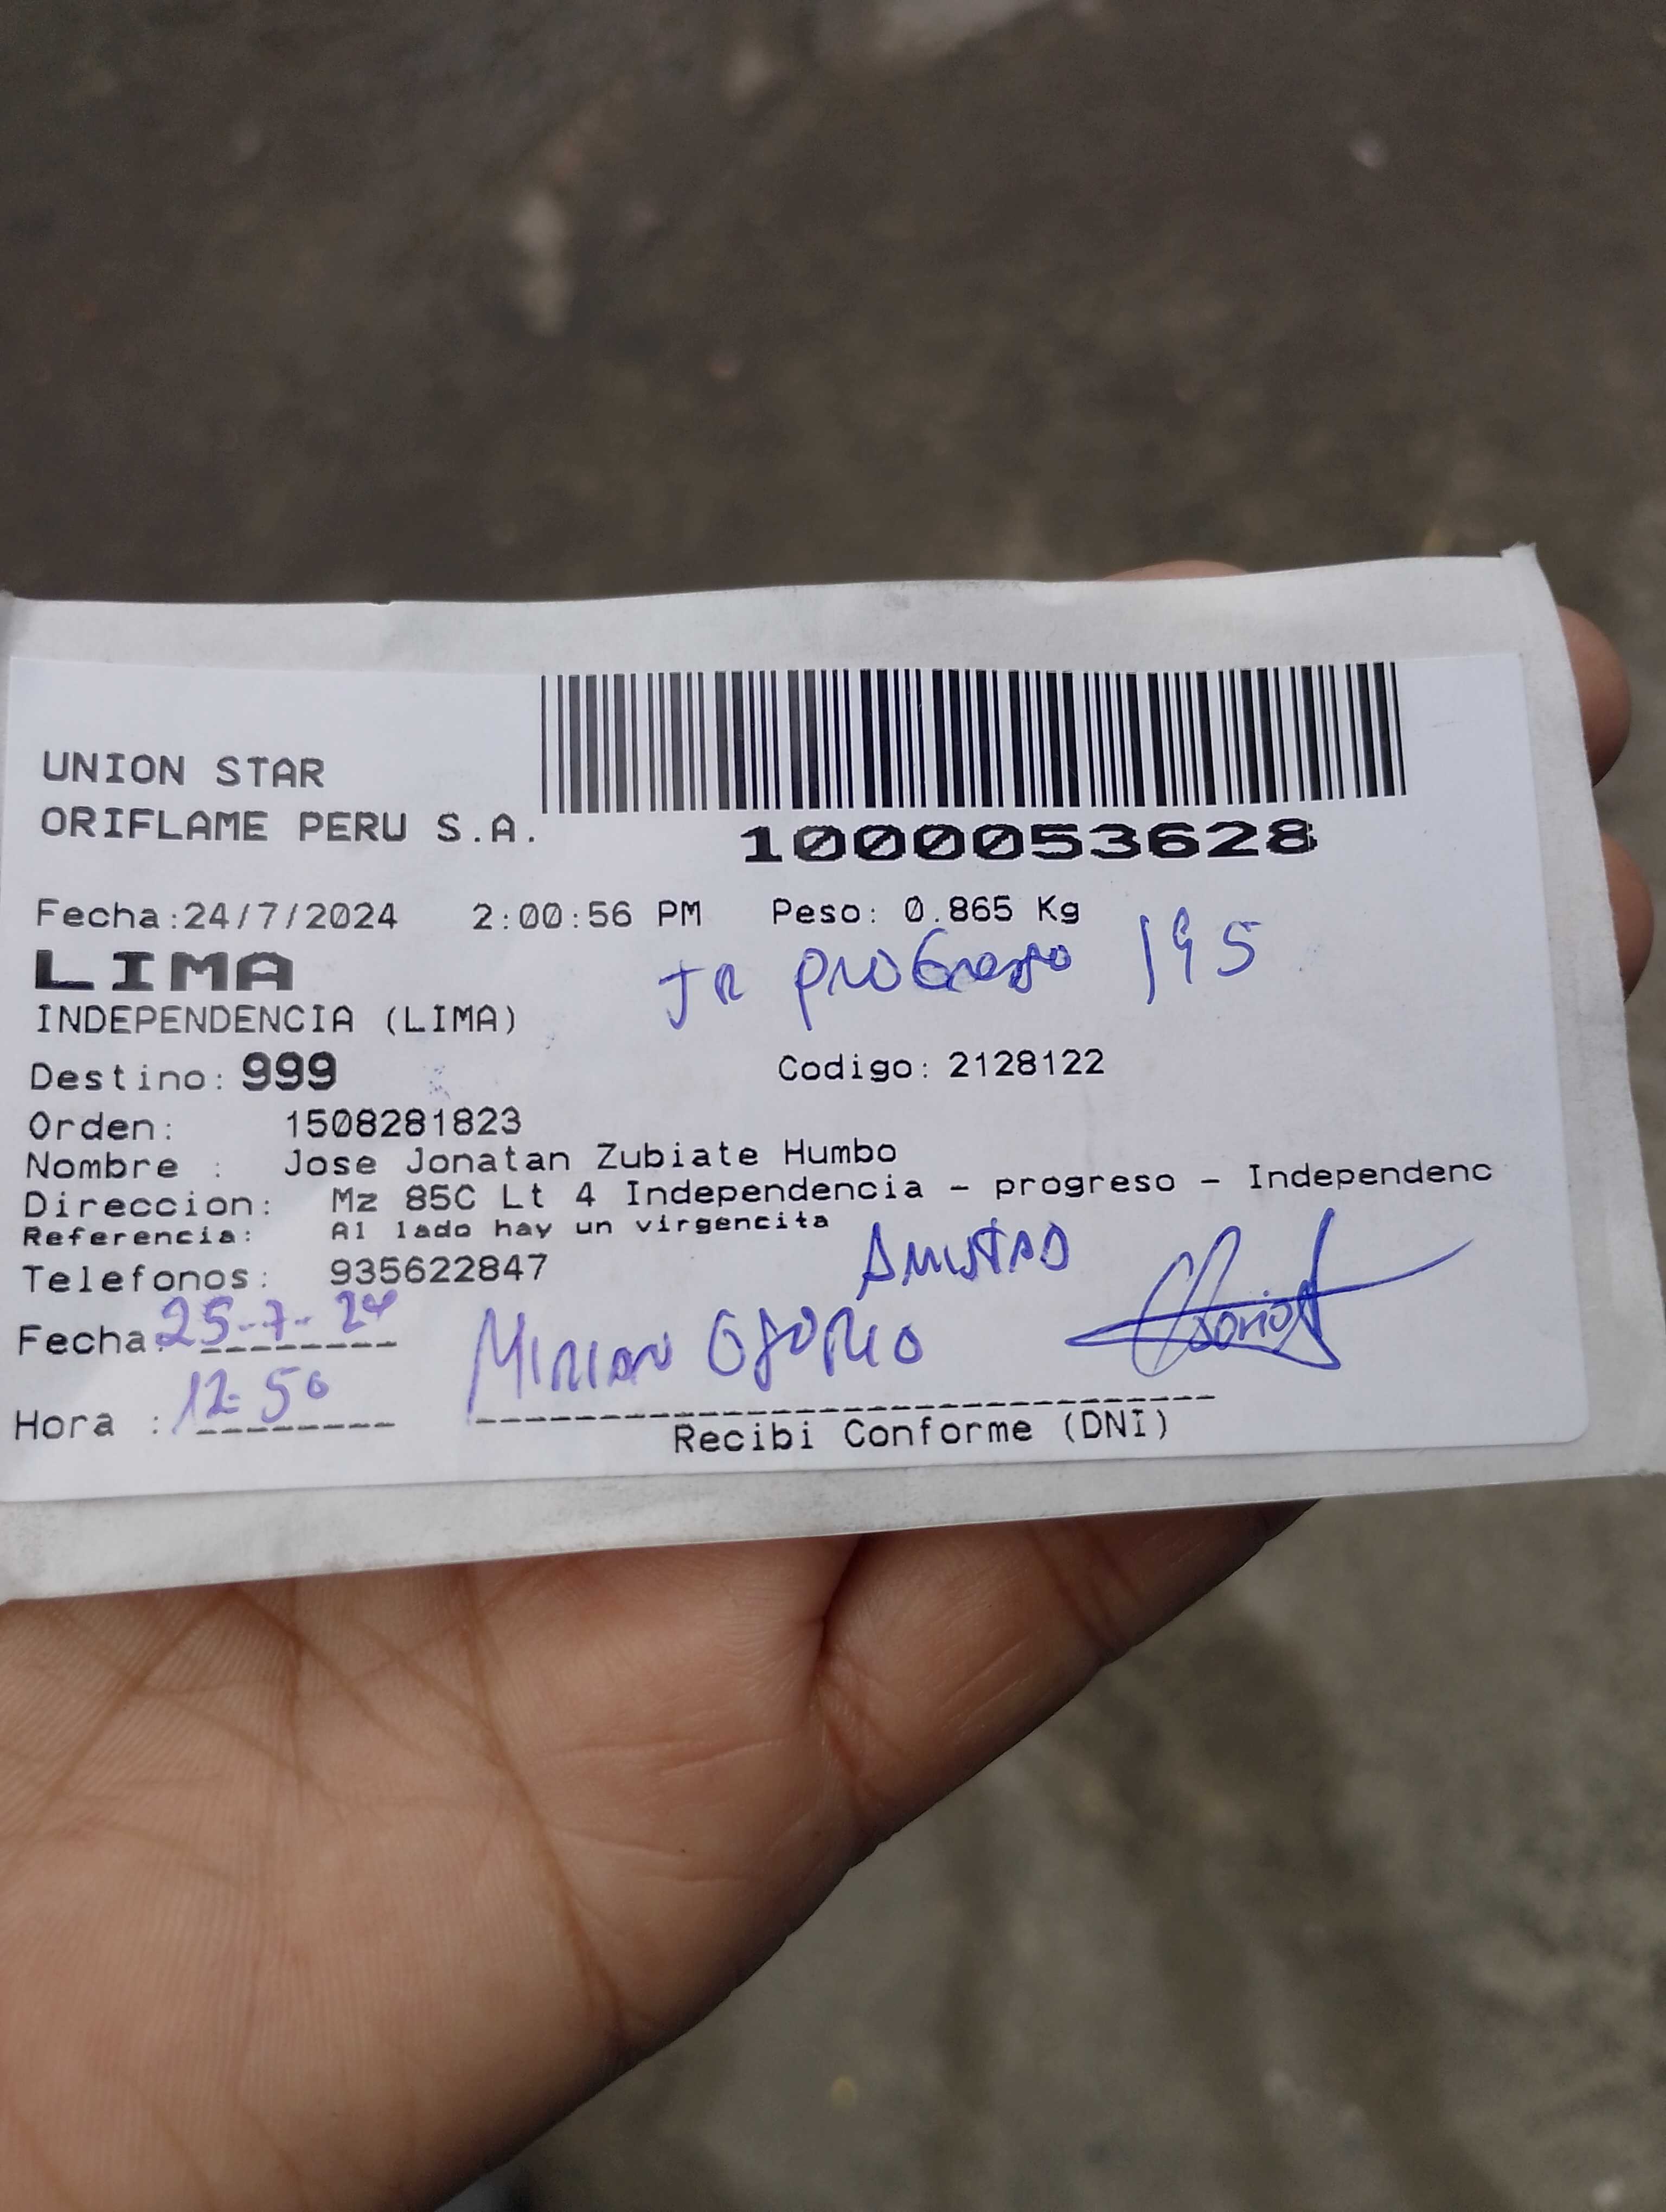 UNION STAR
ORIFLAME PERU S.A.
1000053628
Fecha:24/7/2024 2:00:56 PM Peso: 0.865 Kg
LIMA
JR PROGreso 195
INDEPENDENCIA (LIMA)
Destino: 999 Codigo: 2128122
Orden: 1508281823
Nombre : Jose Jonatan Zubiate Humbo
Direccion: Mz 85C Lt 4 Independencia - progreso - Independenc
Referencia: Al lado hay un virgencita
Telefonos: 935622847
AMISTAD
Fecha: 25-7-24
MIRIAN OSORIO
Hora : 12-50
Recibi Conforme (DNI)